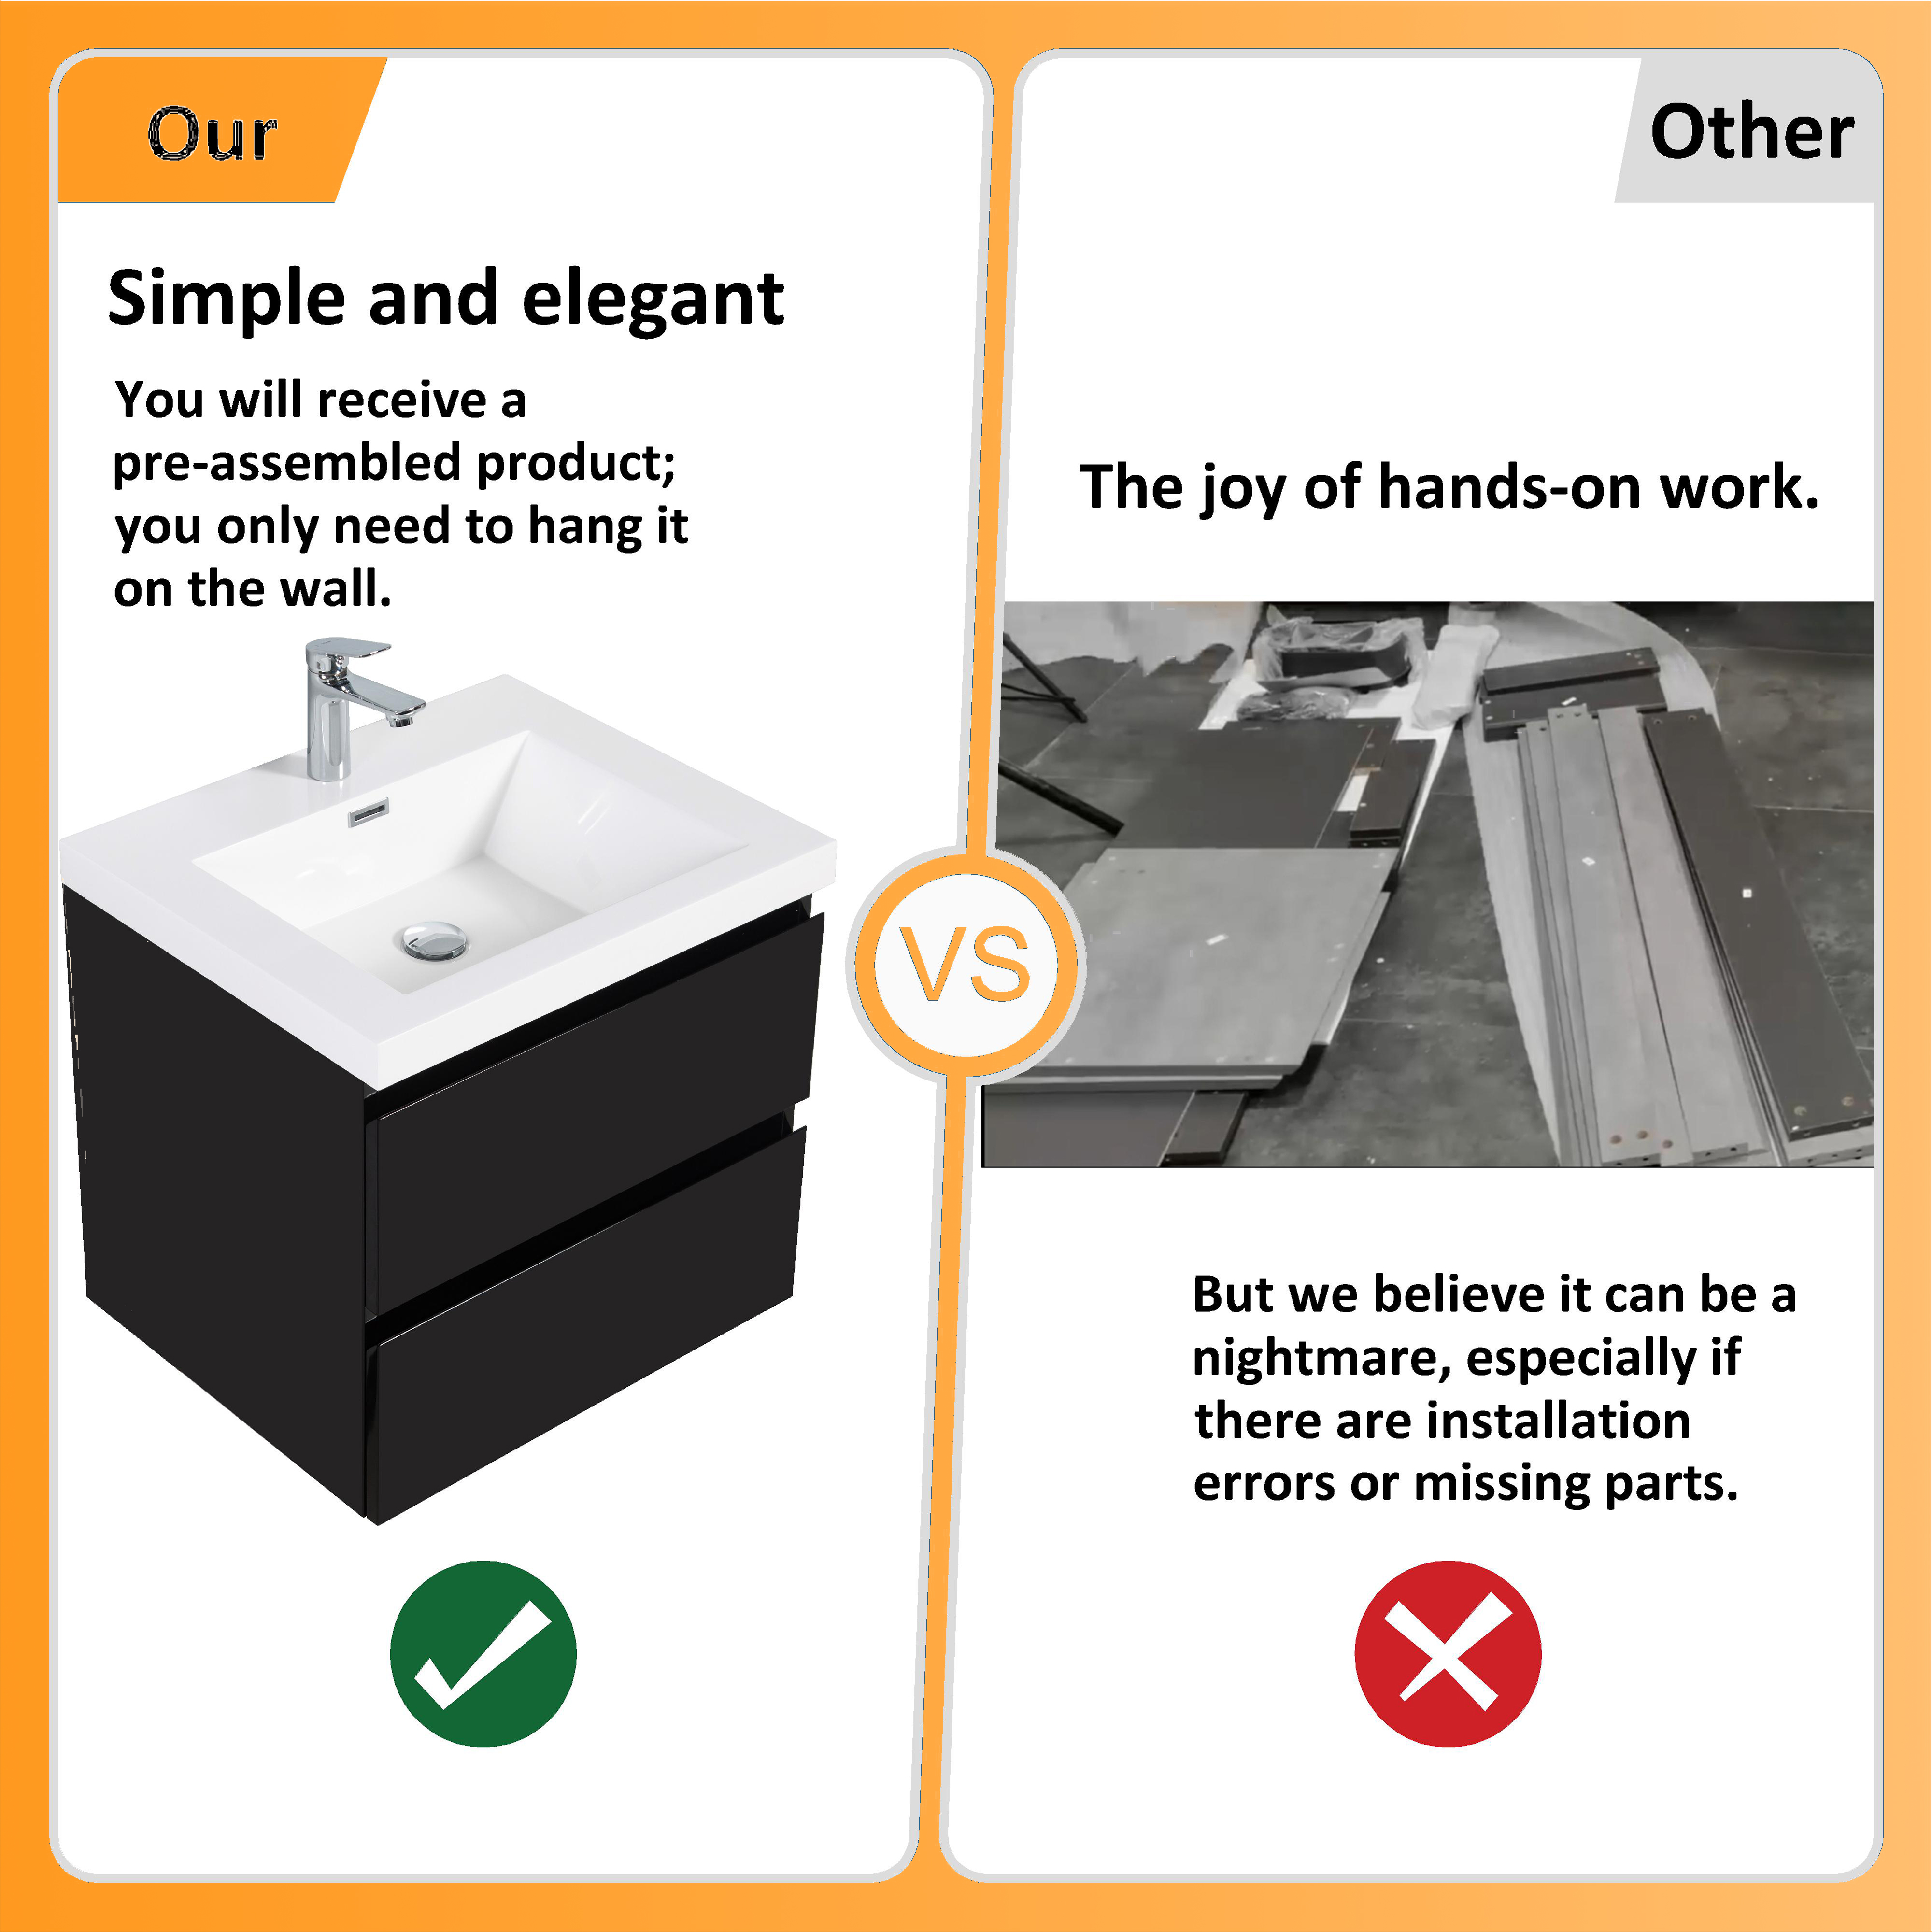 Our
Simple and elegant
You will receive a
pre-assembled product;
you only need to hang it
on the wall.
VS
Other
The joy of hands-on work.
But we believe it can be a
nightmare, especially if
there are installation
errors or missing parts.